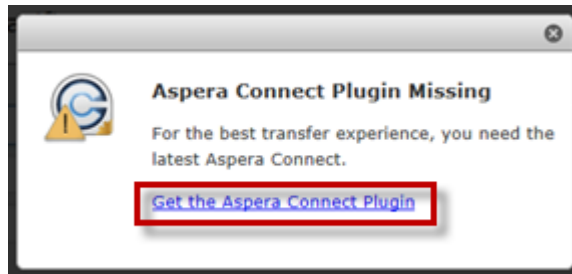 Aspera Connect Plugin Missing
For the best transfer experience, you need the
latest Aspera Connect.
Get the Aspera Connect Plugin